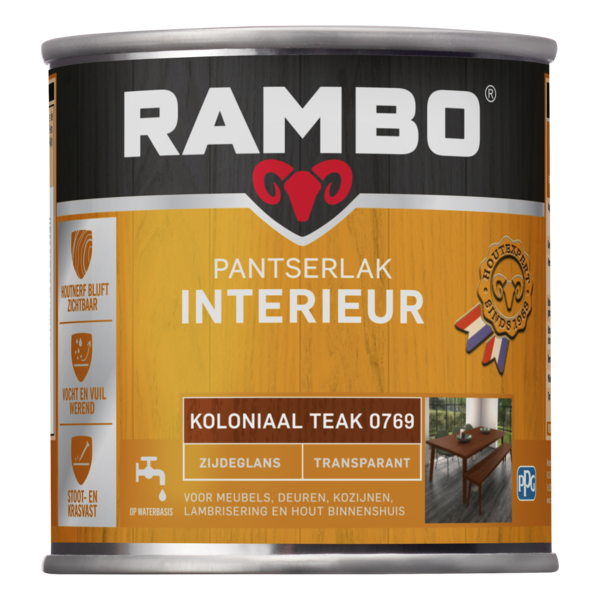 RAMBO®
PANTSERLAK
INTERIEUR
HOUTEXPERT
SINDS 1968
HOUTNERF BLIJFT
ZICHTBAAR
VOCHT EN VUIL
WEREND
STOOT- EN
KRASVAST
KOLONIAAL TEAK 0769
ZIJDEGLANS
TRANSPARANT
OP WATERBASIS
VOOR MEUBELS, DEUREN, KOZIJNEN,
LAMBRISERING EN HOUT BINNENSHUIS
PPG